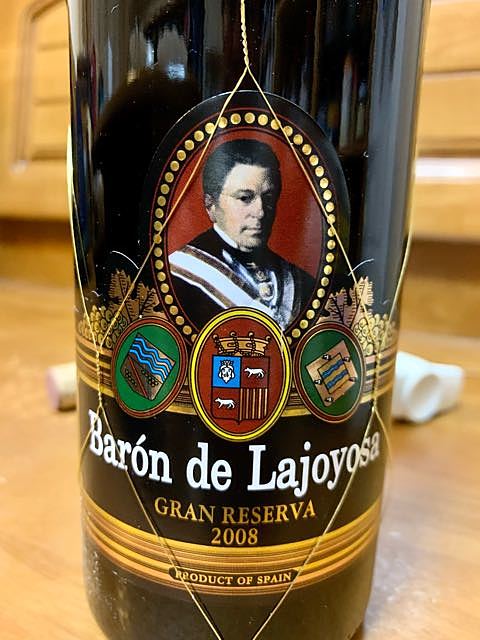 Barón de Lajoyosa
GRAN RESERVA
2008
PRODUCT OF SPAIN